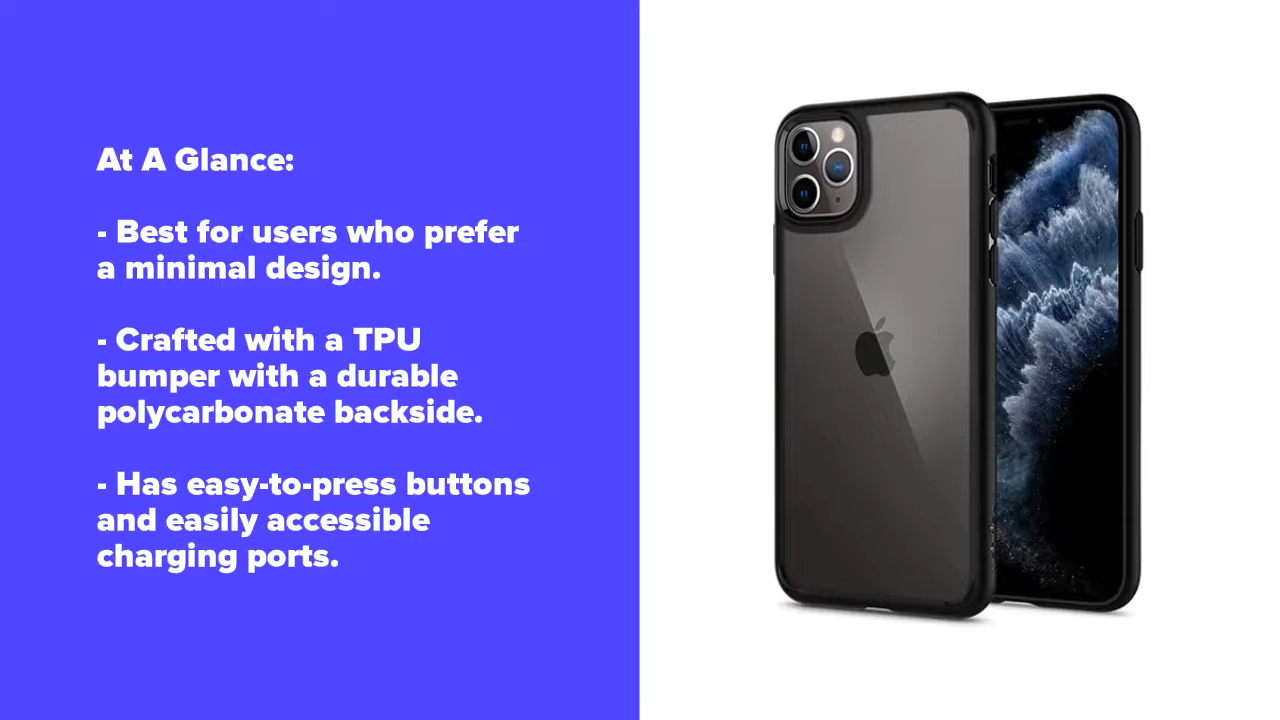 At A Glance:
- Best for users who prefer
a minimal design.
- Crafted with a TPU
bumper with a durable
polycarbonate backside.
- Has easy-to-press buttons
and easily accessible
charging ports.